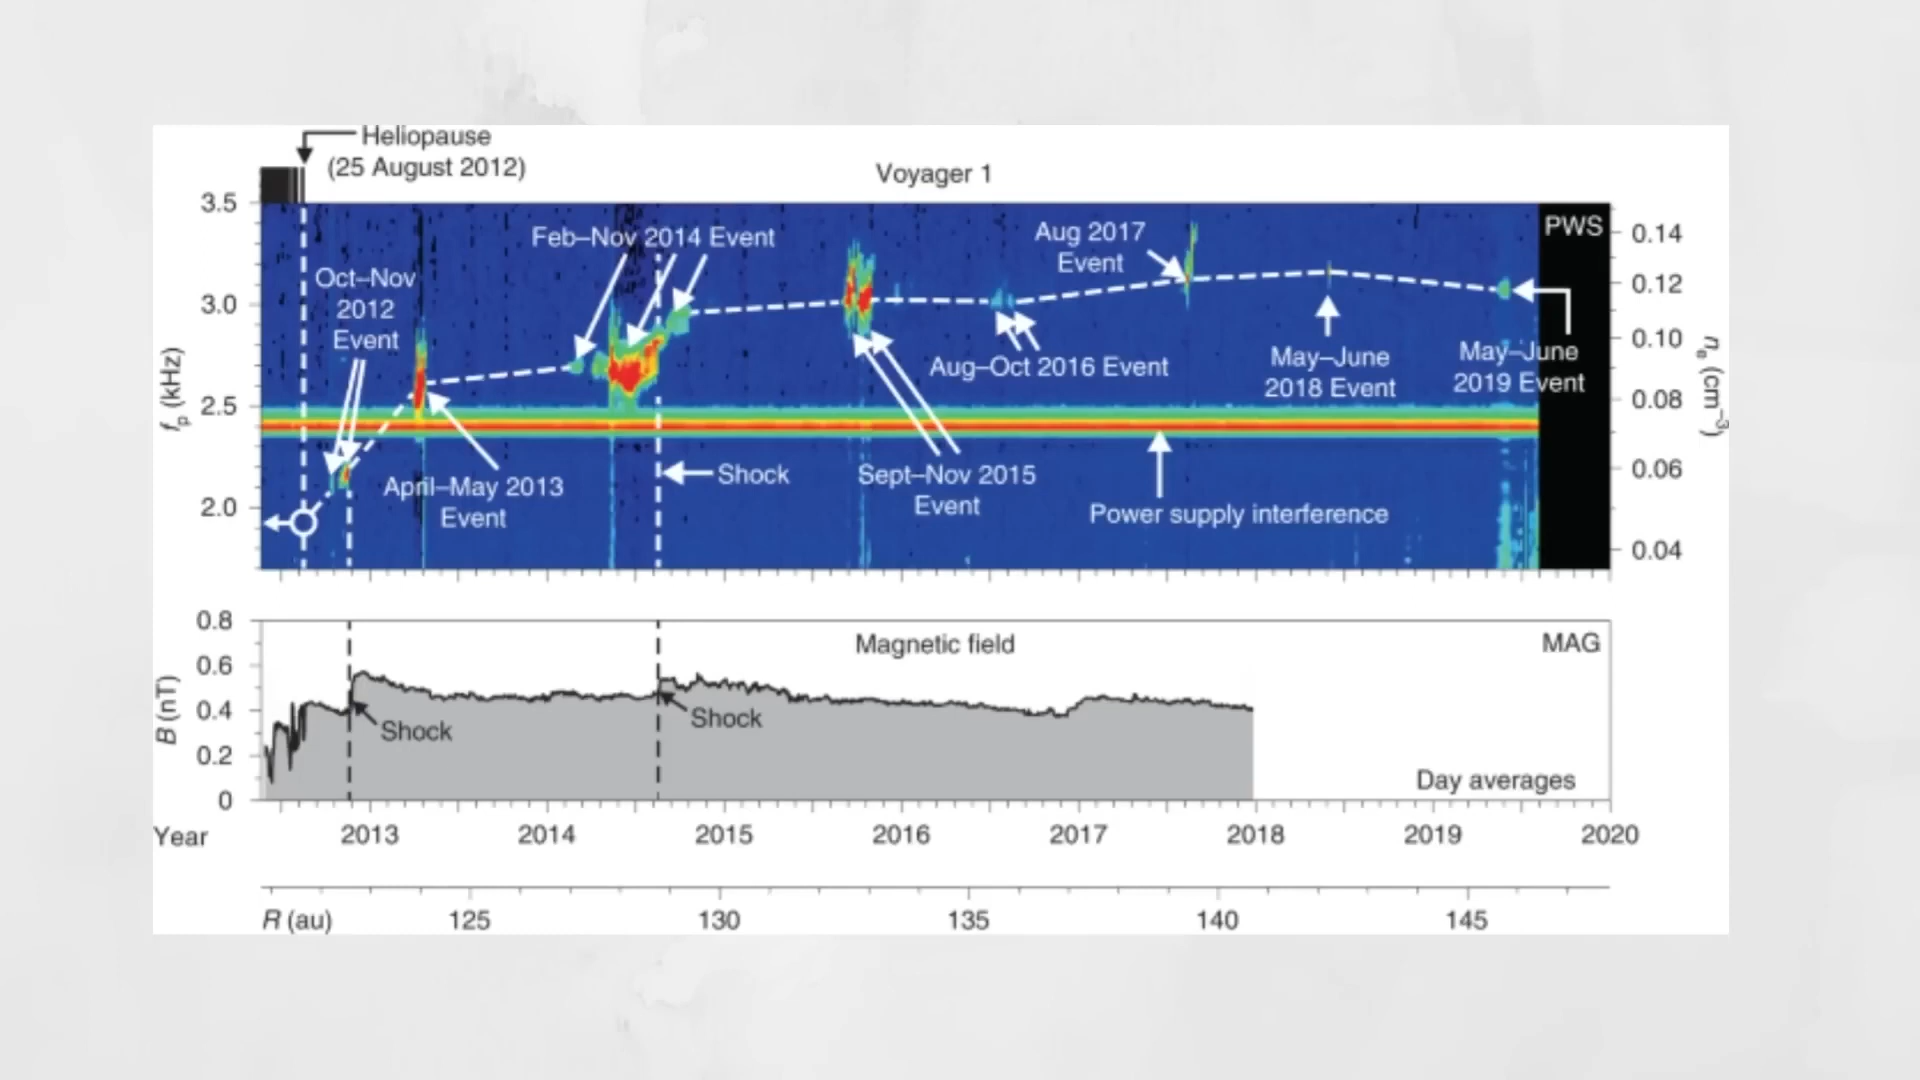 Heliopause
(25 August 2012)
Voyager 1
3.5
3.0
2.5
2.0
fp (kHz)
Oct–Nov
2012
Event
Feb–Nov 2014 Event
Aug 2017
Event
PWS
April–May 2013
Event
Shock
Sept–Nov 2015
Event
Aug–Oct 2016 Event
May–June
2018 Event
May–June
2019 Event
Power supply interference
0.14
0.12
0.10
0.08
0.06
0.04
ne (cm–3)
0.8
0.6
0.4
0.2
0
B (nT)
Magnetic field
MAG
Shock
Shock
Day averages
Year 2013 2014 2015 2016 2017 2018 2019 2020
R (au) 125 130 135 140 145